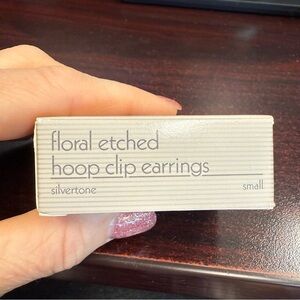 floral etched
hoop clip earrings
silvertone small